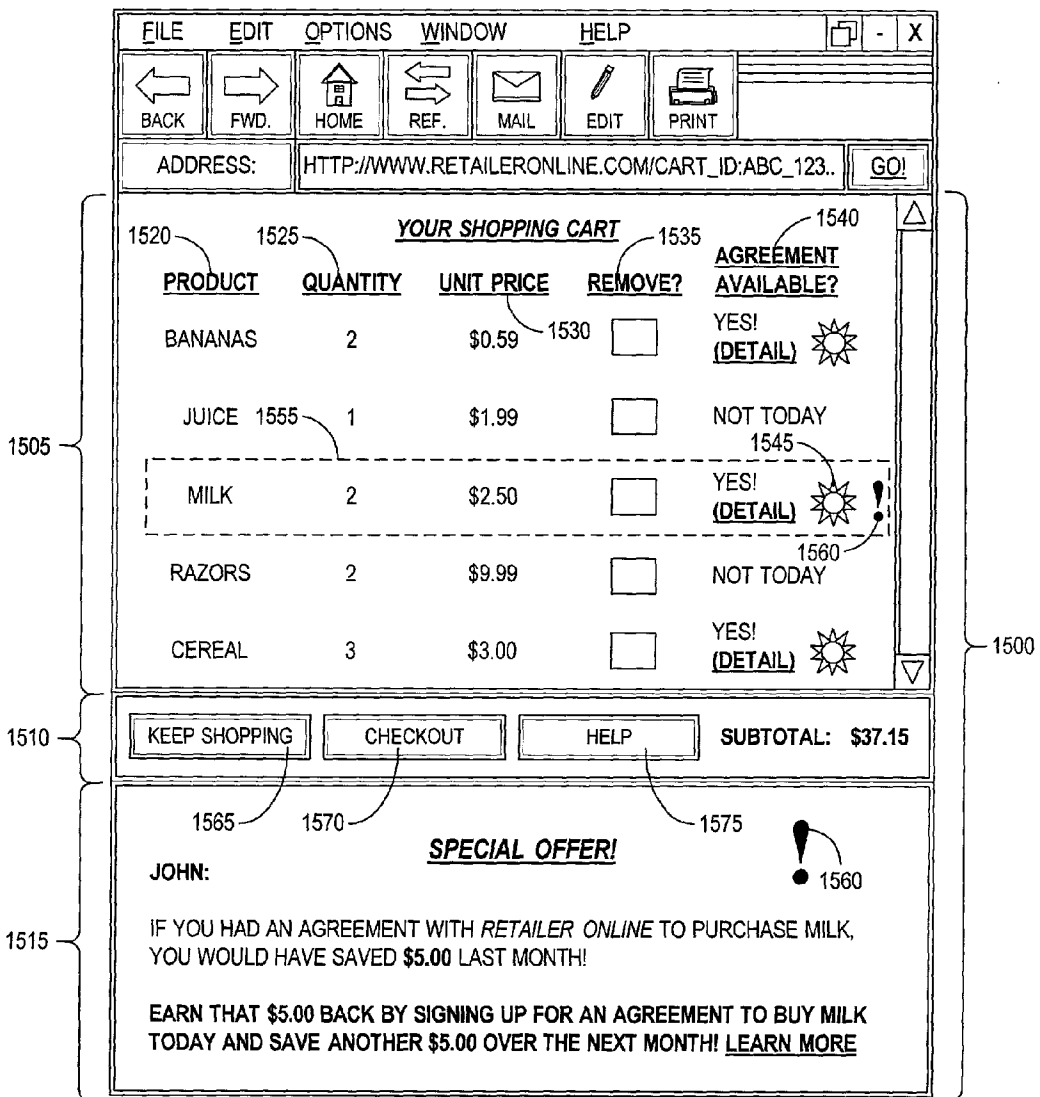 FILE EDIT OPTIONS WINDOW HELP - X
BACK FWD. HOME REF. MAIL EDIT PRINT
ADDRESS: HTTP://WWW.RETAILERONLINE.COM/CART_ID:ABC_123.. GO!
YOUR SHOPPING CART
1520 1525 1535 1540
PRODUCT QUANTITY UNIT PRICE REMOVE? AGREEMENT AVAILABLE?
1530
BANANAS 2 $0.59 YES! (DETAIL)
JUICE 1555 1 $1.99 NOT TODAY
1505 1545
MILK 2 $2.50 YES! (DETAIL) !
1560
RAZORS 2 $9.99 NOT TODAY
CEREAL 3 $3.00 YES! (DETAIL)
1500
1510 KEEP SHOPPING CHECKOUT HELP SUBTOTAL: $37.15
1565 1570 1575
SPECIAL OFFER! !
1560
JOHN:
1515
IF YOU HAD AN AGREEMENT WITH RETAILER ONLINE TO PURCHASE MILK,
YOU WOULD HAVE SAVED $5.00 LAST MONTH!
EARN THAT $5.00 BACK BY SIGNING UP FOR AN AGREEMENT TO BUY MILK
TODAY AND SAVE ANOTHER $5.00 OVER THE NEXT MONTH! LEARN MORE